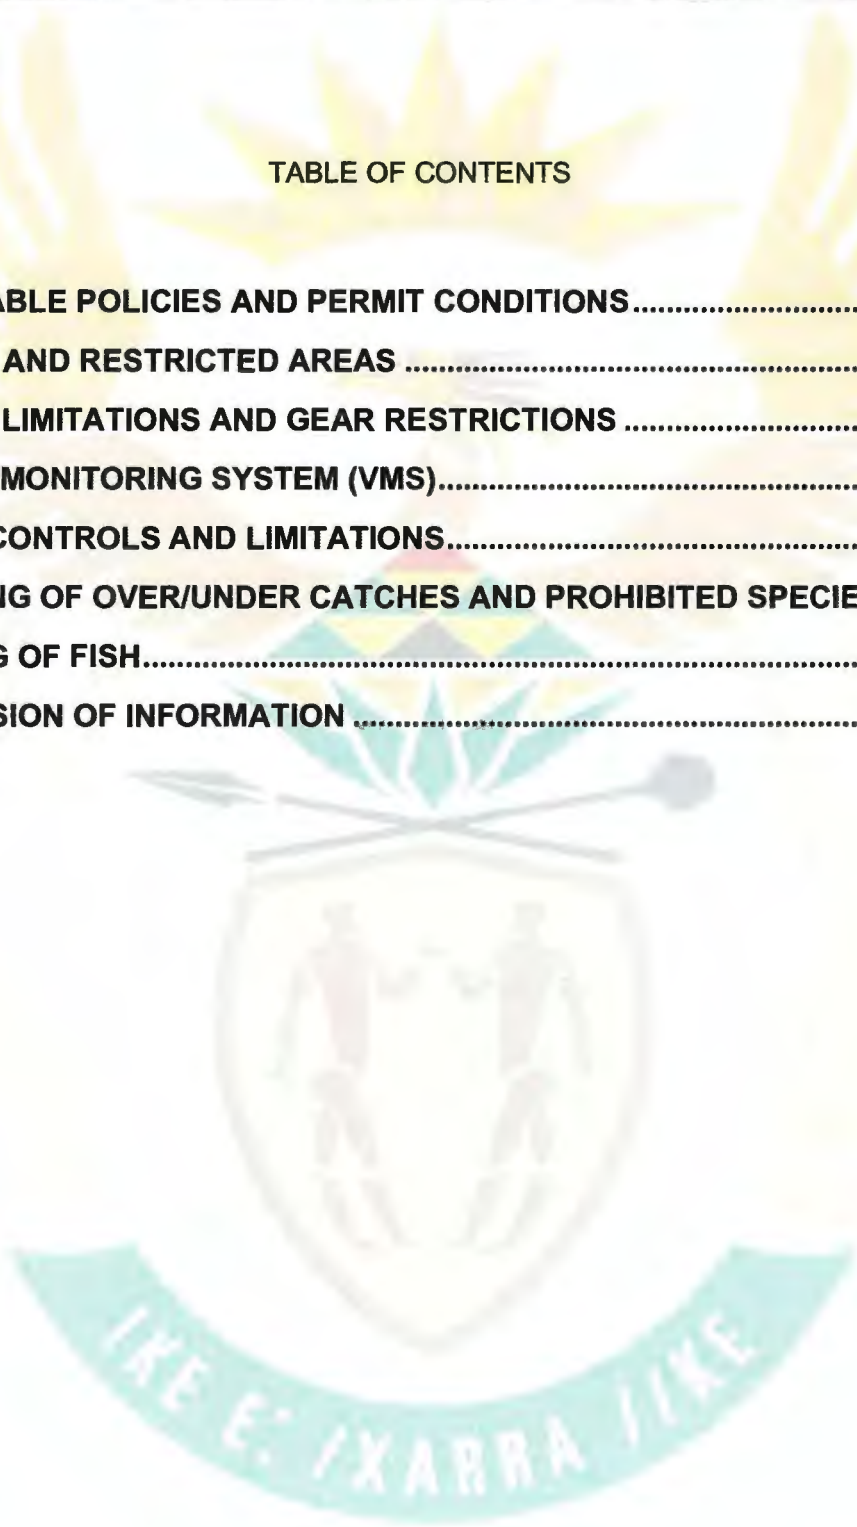 TABLE OF CONTENTS
ABLE POLICIES AND PERMIT CONDITIONS..............................
AND RESTRICTED AREAS ..............................
LIMITATIONS AND GEAR RESTRICTIONS ..............................
MONITORING SYSTEM (VMS)..............................
CONTROLS AND LIMITATIONS..............................
NG OF OVER/UNDER CATCHES AND PROHIBITED SPECIE
G OF FISH..............................
SION OF INFORMATION ..............................
!KE E: /XARRA //KE